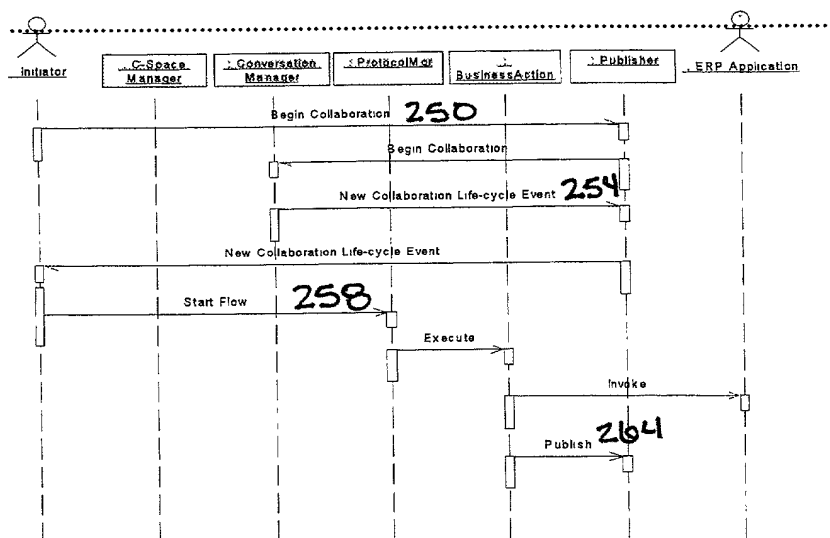 : Initiator
: C-Space
Manager
: Conversation
Manager
: ProtocolMgr
:
BusinessAction
: Publisher
: ERP Application
Begin Collaboration 250
Begin Collaboration
New Collaboration Life-cycle Event 254
New Collaboration Life-cycle Event
Start Flow 258
Execute
Invoke
Publish 264